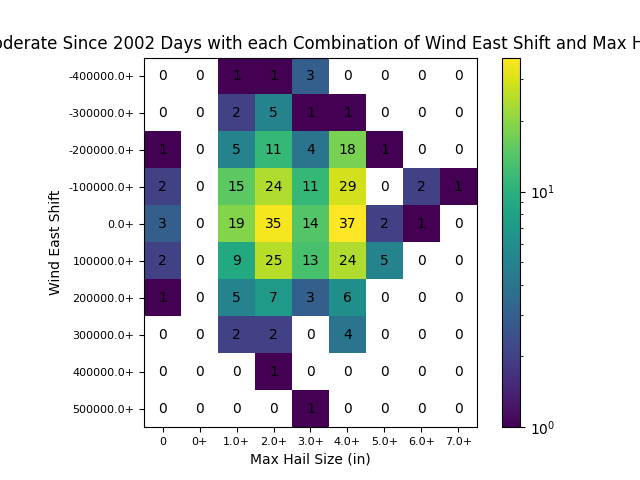 oderate Since 2002 Days with each Combination of Wind East Shift and Max H
-400000.0+ 0 0 1 1 3 0 0 0 0
-300000.0+ 0 0 2 5 1 1 0 0 0
-200000.0+ 1 0 5 11 4 18 1 0 0
-100000.0+ 2 0 15 24 11 29 0 2 1
0.0+ 3 0 19 35 14 37 2 1 0
100000.0+ 2 0 9 25 13 24 5 0 0
200000.0+ 1 0 5 7 3 6 0 0 0
300000.0+ 0 0 2 2 0 4 0 0 0
400000.0+ 0 0 0 1 0 0 0 0 0
500000.0+ 0 0 0 0 1 0 0 0 0
0 0+ 1.0+ 2.0+ 3.0+ 4.0+ 5.0+ 6.0+ 7.0+
Max Hail Size (in)
Wind East Shift
10¹
10⁰